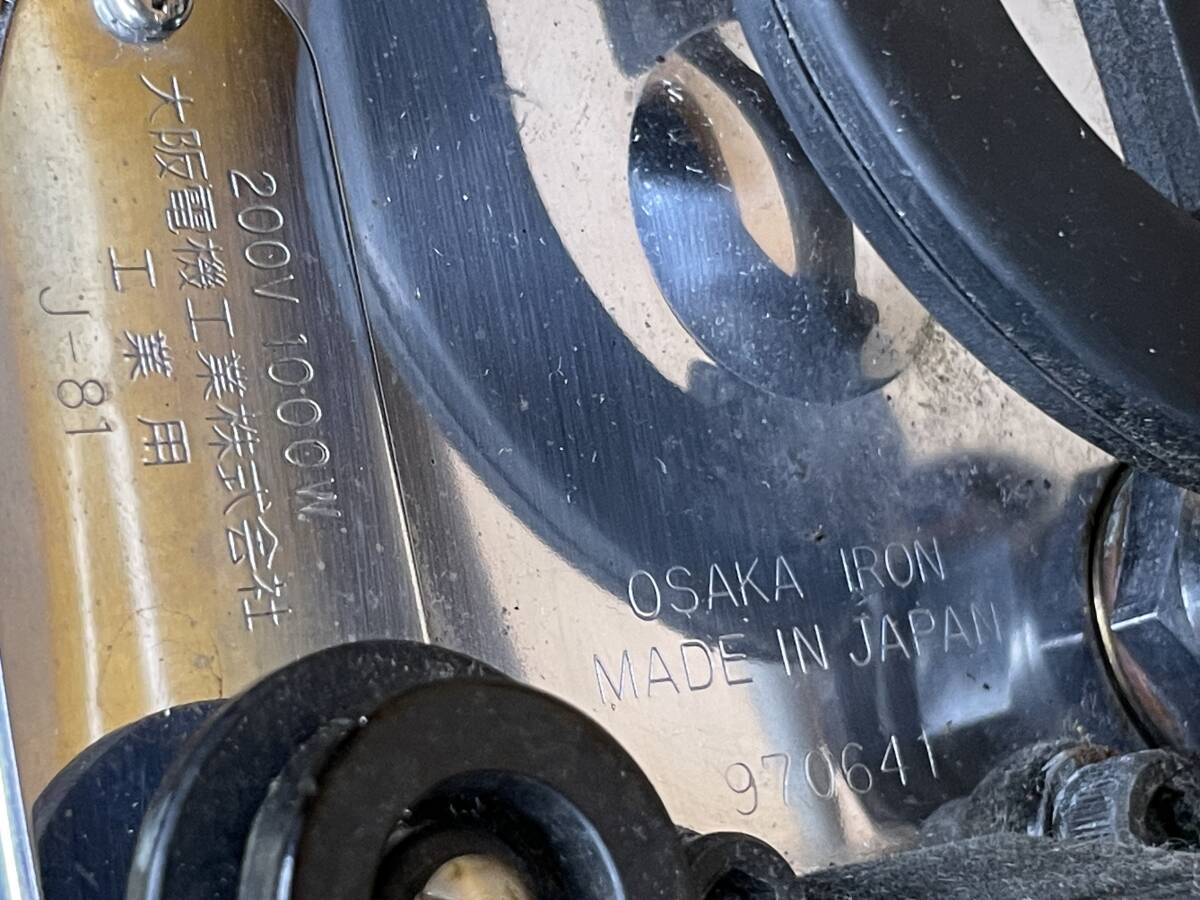 200V 1000W
大阪電機工業株式会社
工業用
J-81
OSAKA IRON
MADE IN JAPAN
970641